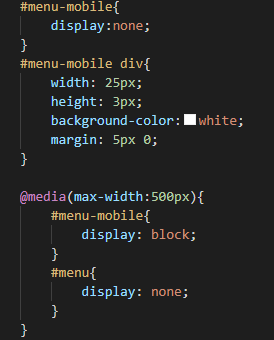 #menu-mobile{
    display:none;
}
#menu-mobile div{
    width: 25px;
    height: 3px;
    background-color:white;
    margin: 5px 0;
}

@media(max-width:500px){
    #menu-mobile{
        display: block;
    }
    #menu{
        display: none;
    }
}